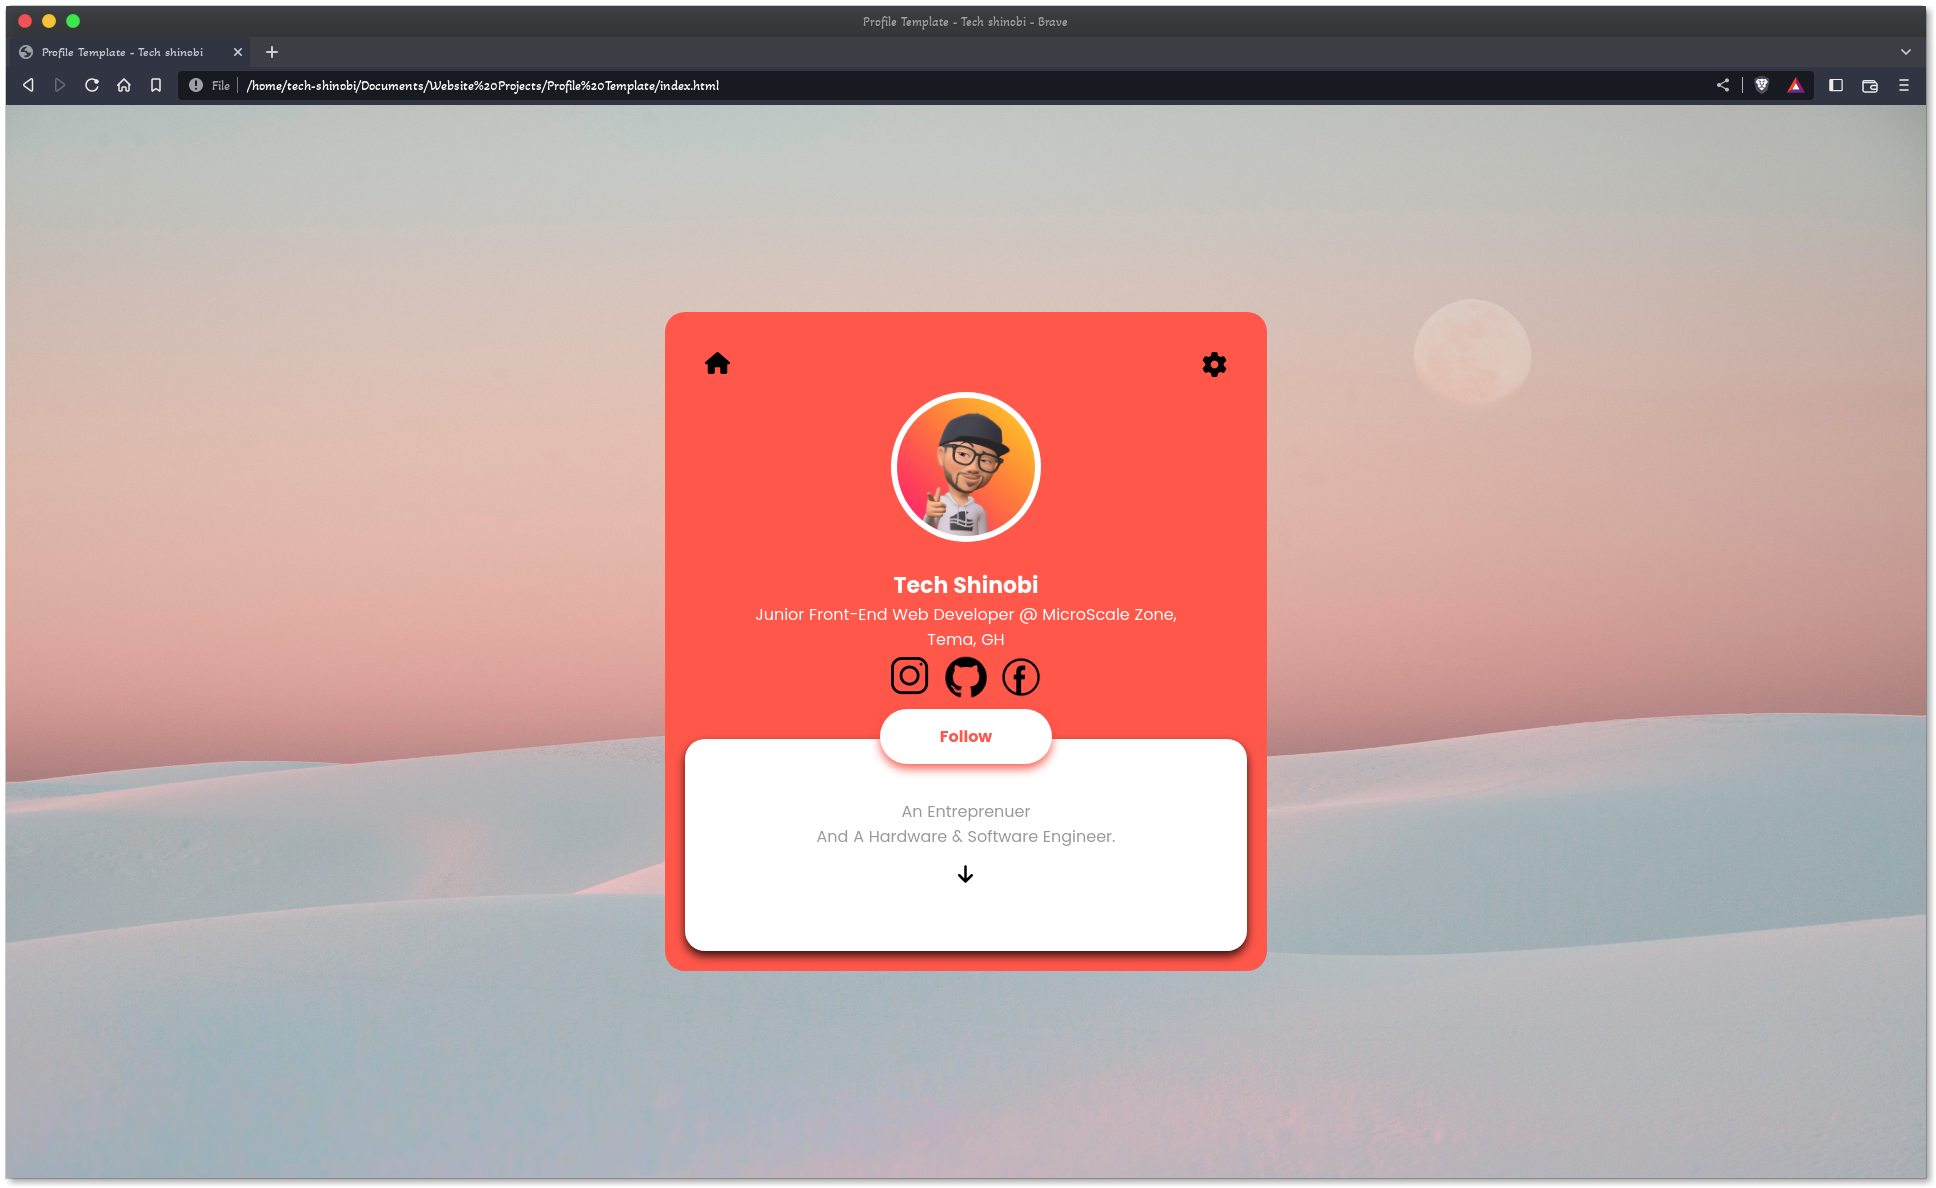 Profile Template - Tech shinobi - Brave
Profile Template - Tech shinobi
File
/home/tech-shinobi/Documents/Website%20Projects/Profile%20Template/index.html
Tech Shinobi
Junior Front-End Web Developer @ MicroScale Zone,
Tema, GH
Follow
An Entreprenuer
And A Hardware & Software Engineer.